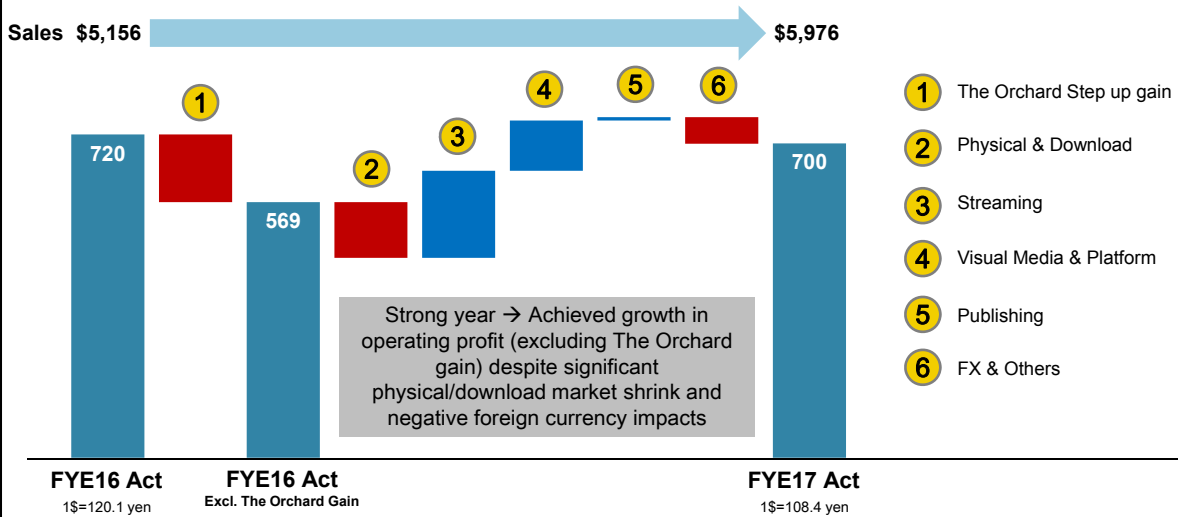 Sales $5,156
$5,976
1
2
3
4
5
6
720
569
700
1 The Orchard Step up gain
2 Physical & Download
3 Streaming
4 Visual Media & Platform
5 Publishing
6 FX & Others
Strong year → Achieved growth in
operating profit (excluding The Orchard
gain) despite significant
physical/download market shrink and
negative foreign currency impacts
FYE16 Act
1$=120.1 yen
FYE16 Act
Excl. The Orchard Gain
FYE17 Act
1$=108.4 yen